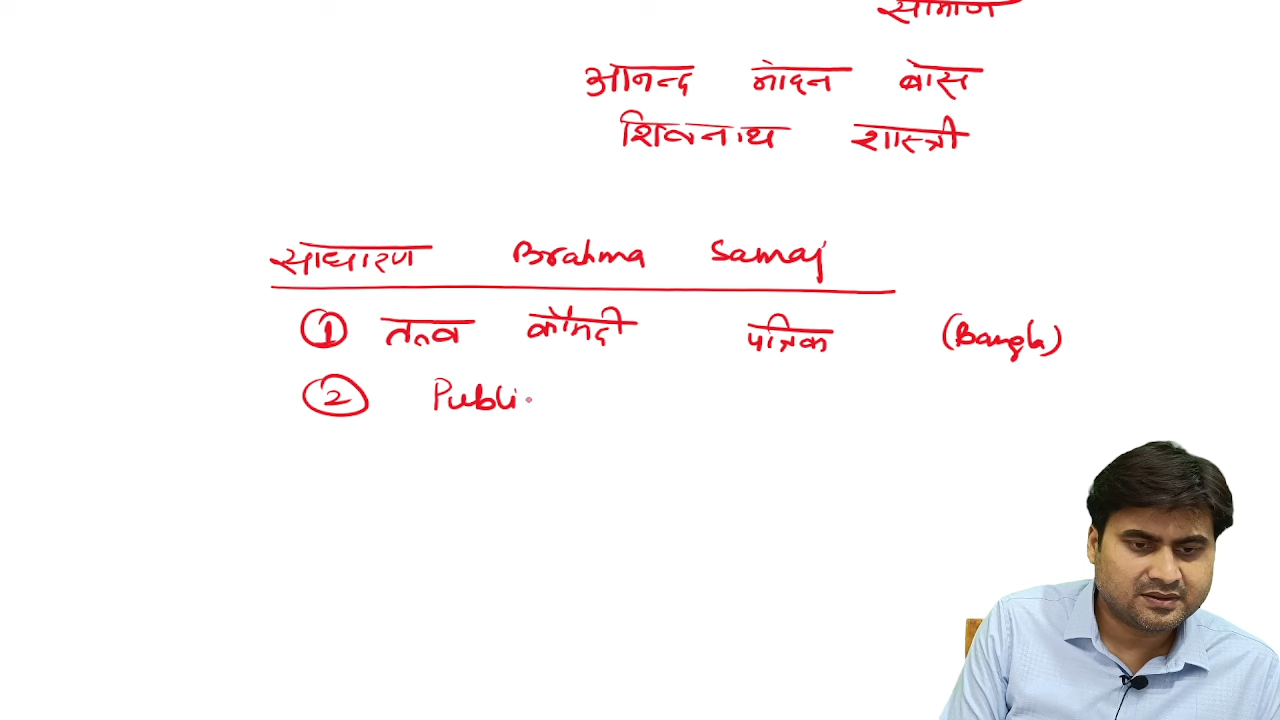 आनन्द मोहन बोस
शिवनाथ शास्त्री
साधारण Brahma Samaj
① तत्व कौमुदी पत्रिक (Bangla)
② Publi